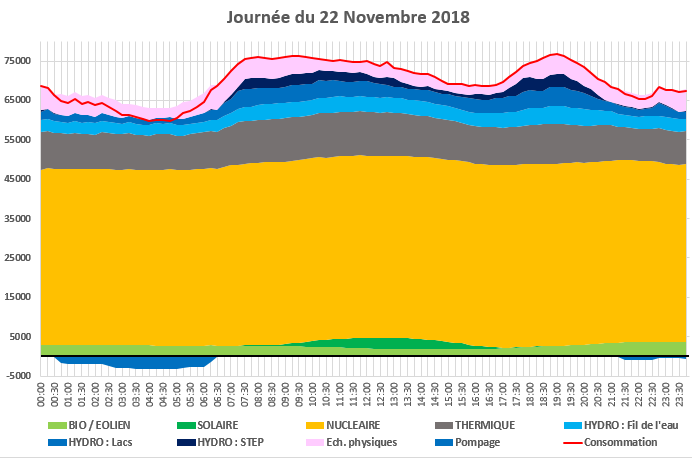 Journée du 22 Novembre 2018
75000
65000
55000
45000
35000
25000
15000
5000
-5000
00:00 00:30 01:00 01:30 02:00 02:30 03:00 03:30 04:00 04:30 05:00 05:30 06:00 06:30 07:00 07:30 08:00 08:30 09:00 09:30 10:00 10:30 11:00 11:30 12:00 12:30 13:00 13:30 14:00 14:30 15:00 15:30 16:00 16:30 17:00 17:30 18:00 18:30 19:00 19:30 20:00 20:30 21:00 21:30 22:00 22:30 23:00 23:30
BIO / EOLIEN SOLAIRE NUCLEAIRE THERMIQUE HYDRO : Fil de l'eau
HYDRO : Lacs HYDRO : STEP Ech. physiques Pompage Consommation